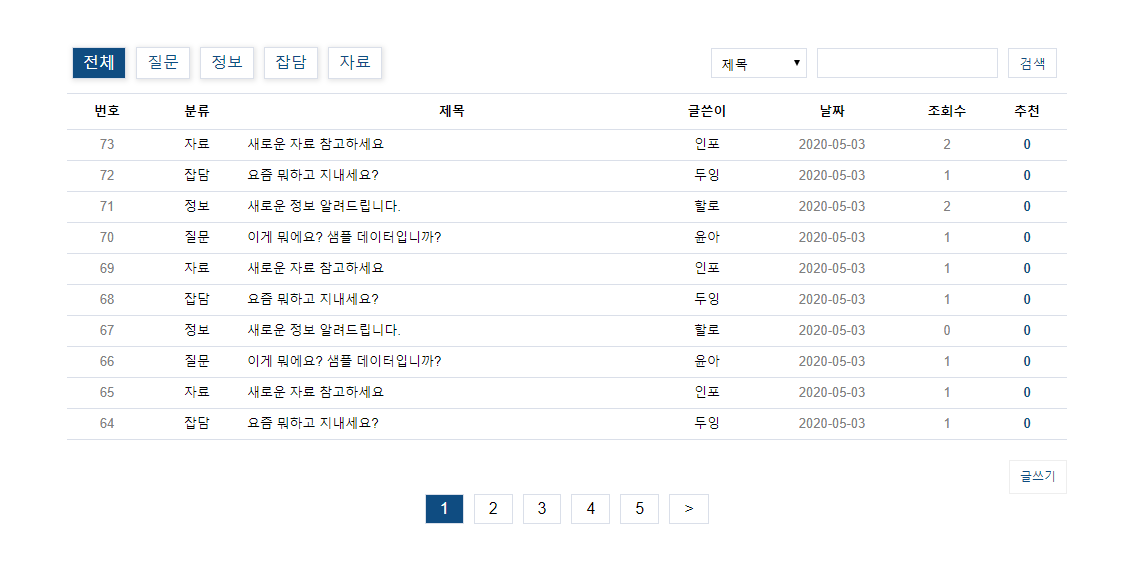 전체 질문 정보 잡담 자료 제목 ▼ 검색
번호 분류 제목 글쓴이 날짜 조회수 추천
73 자료 새로운 자료 참고하세요 인포 2020-05-03 2 0
72 잡담 요즘 뭐하고 지내세요? 두잉 2020-05-03 1 0
71 정보 새로운 정보 알려드립니다. 할로 2020-05-03 2 0
70 질문 이게 뭐에요? 샘플 데이터입니까? 윤아 2020-05-03 1 0
69 자료 새로운 자료 참고하세요 인포 2020-05-03 1 0
68 잡담 요즘 뭐하고 지내세요? 두잉 2020-05-03 1 0
67 정보 새로운 정보 알려드립니다. 할로 2020-05-03 0 0
66 질문 이게 뭐에요? 샘플 데이터입니까? 윤아 2020-05-03 1 0
65 자료 새로운 자료 참고하세요 인포 2020-05-03 1 0
64 잡담 요즘 뭐하고 지내세요? 두잉 2020-05-03 1 0
글쓰기
1 2 3 4 5 >